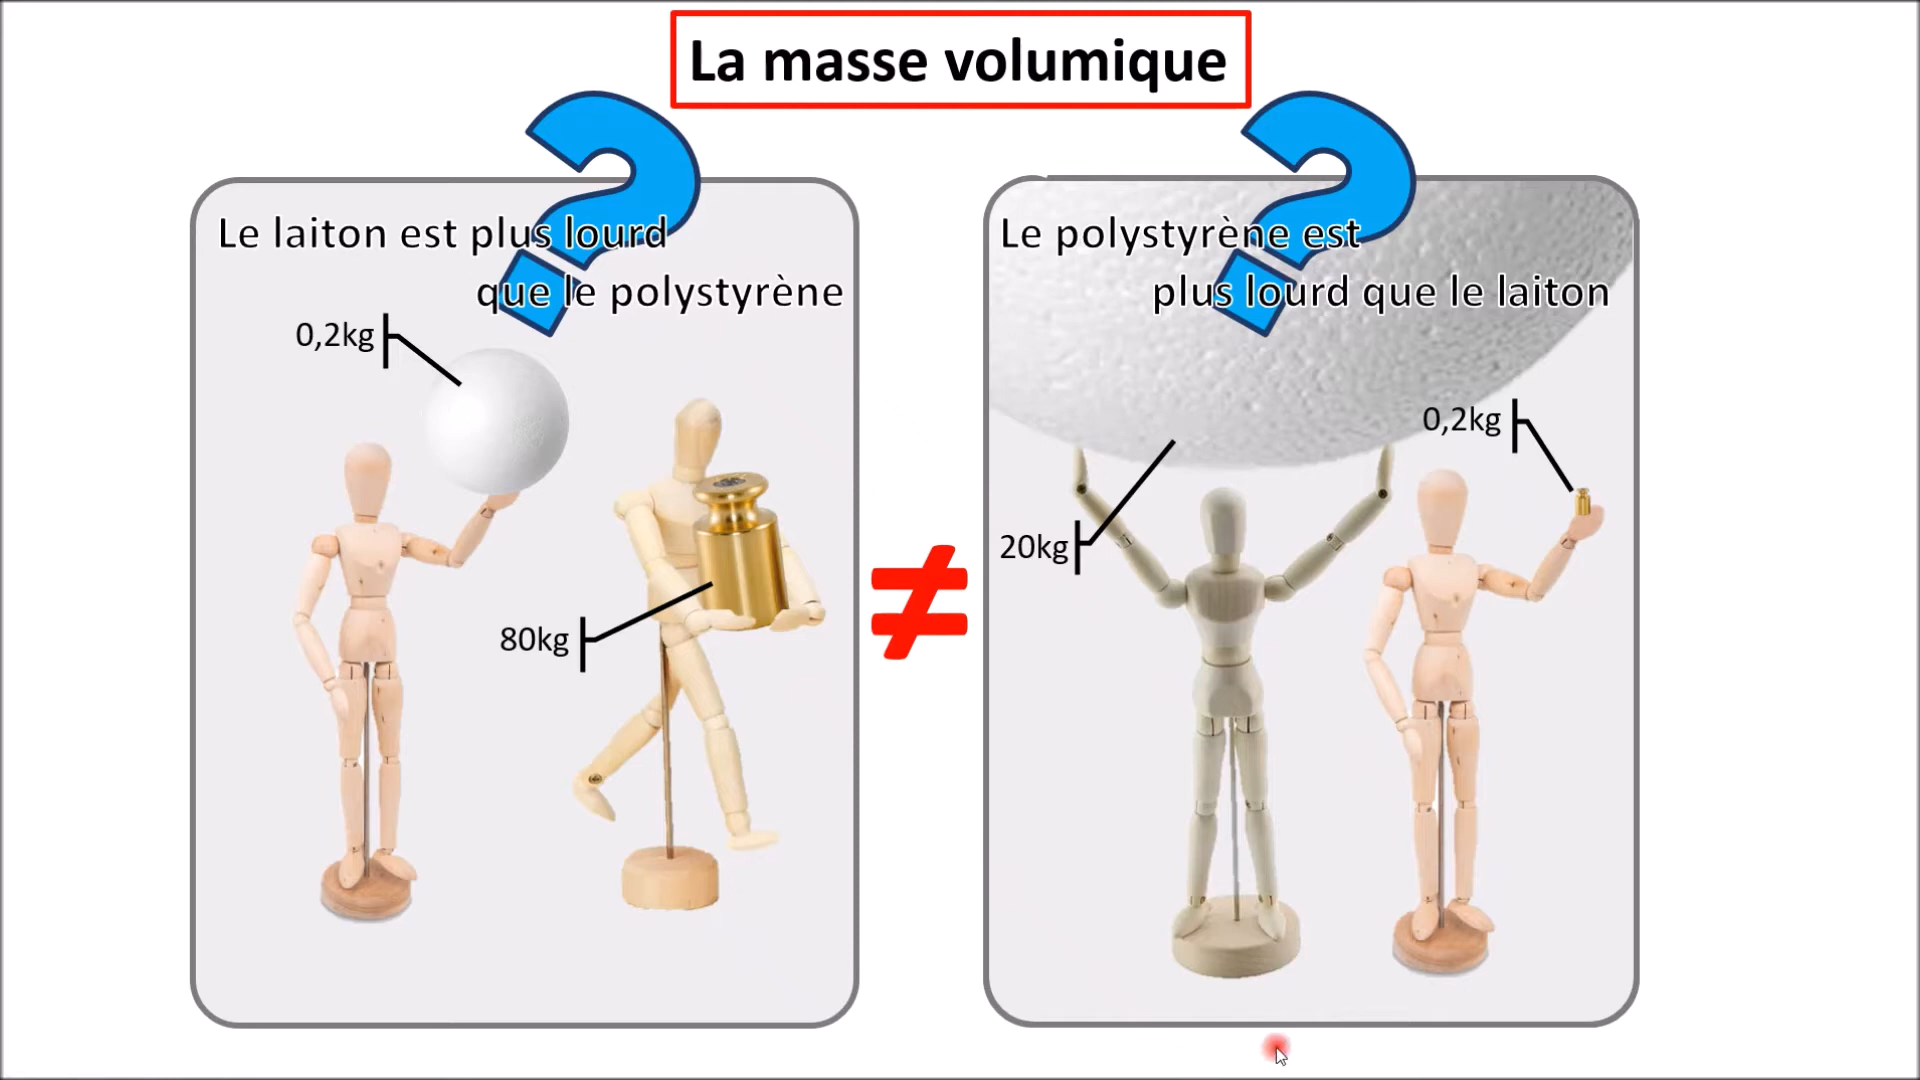 La masse volumique
Le laiton est plus lourd
que le polystyrène
0,2kg
80kg
≠
Le polystyrène est
plus lourd que le laiton
0,2kg
20kg